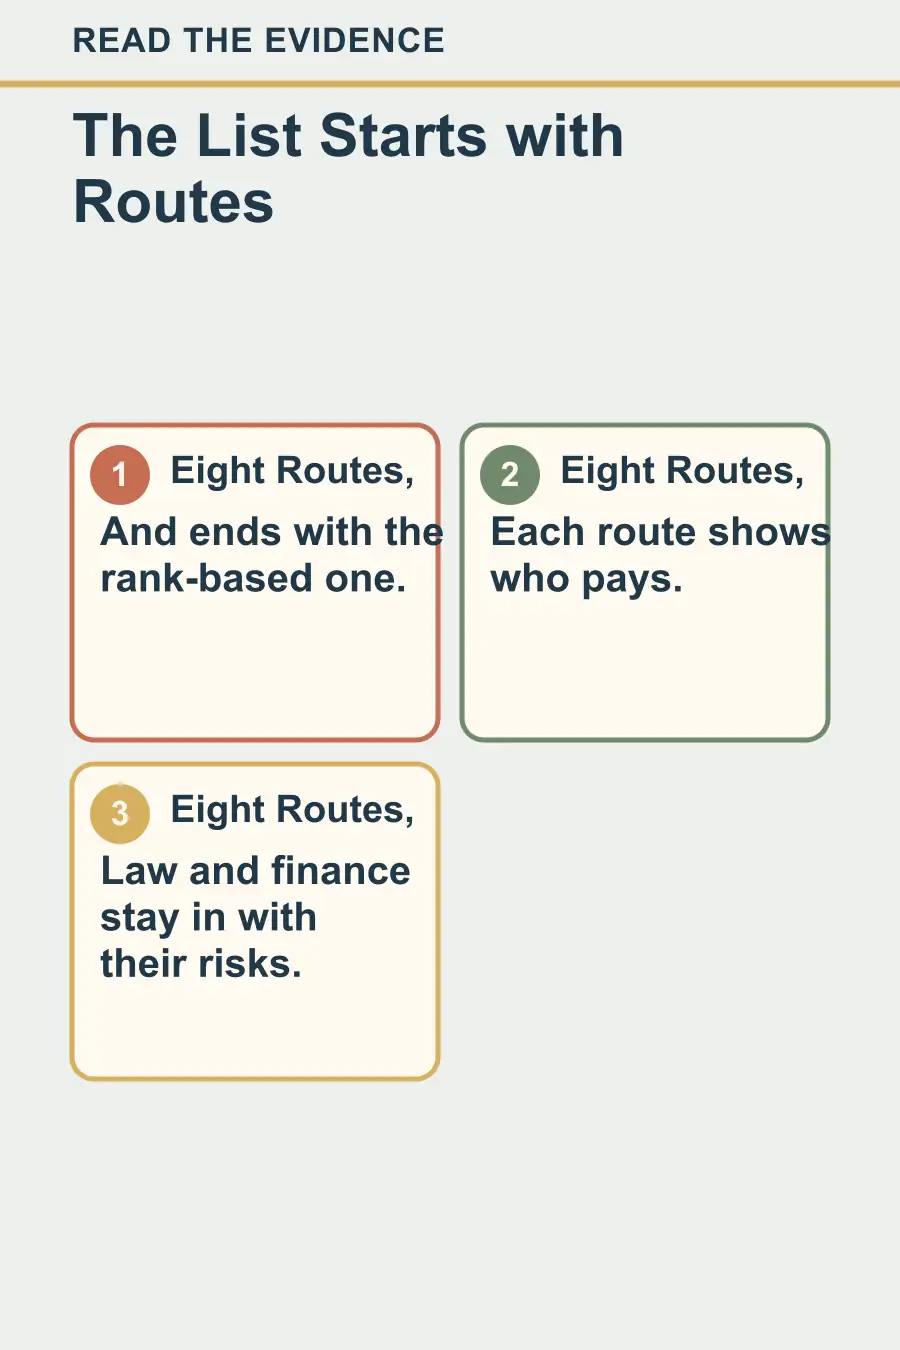 READ THE EVIDENCE
The List Starts with
Routes
1 Eight Routes,
And ends with the
rank-based one.
2 Eight Routes,
Each route shows
who pays.
3 Eight Routes,
Law and finance
stay in with
their risks.